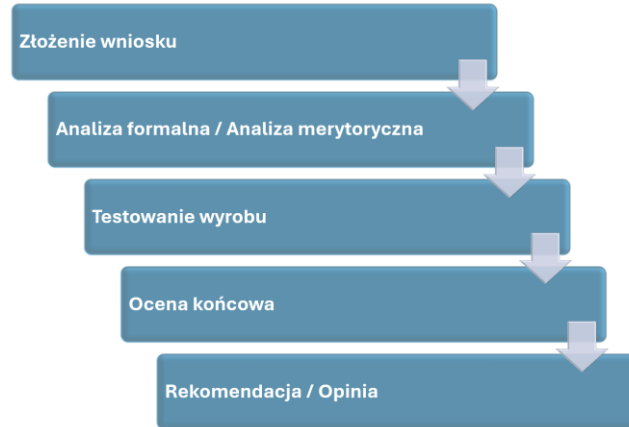 Złożenie wniosku
Analiza formalna / Analiza merytoryczna
Testowanie wyrobu
Ocena końcowa
Rekomendacja / Opinia